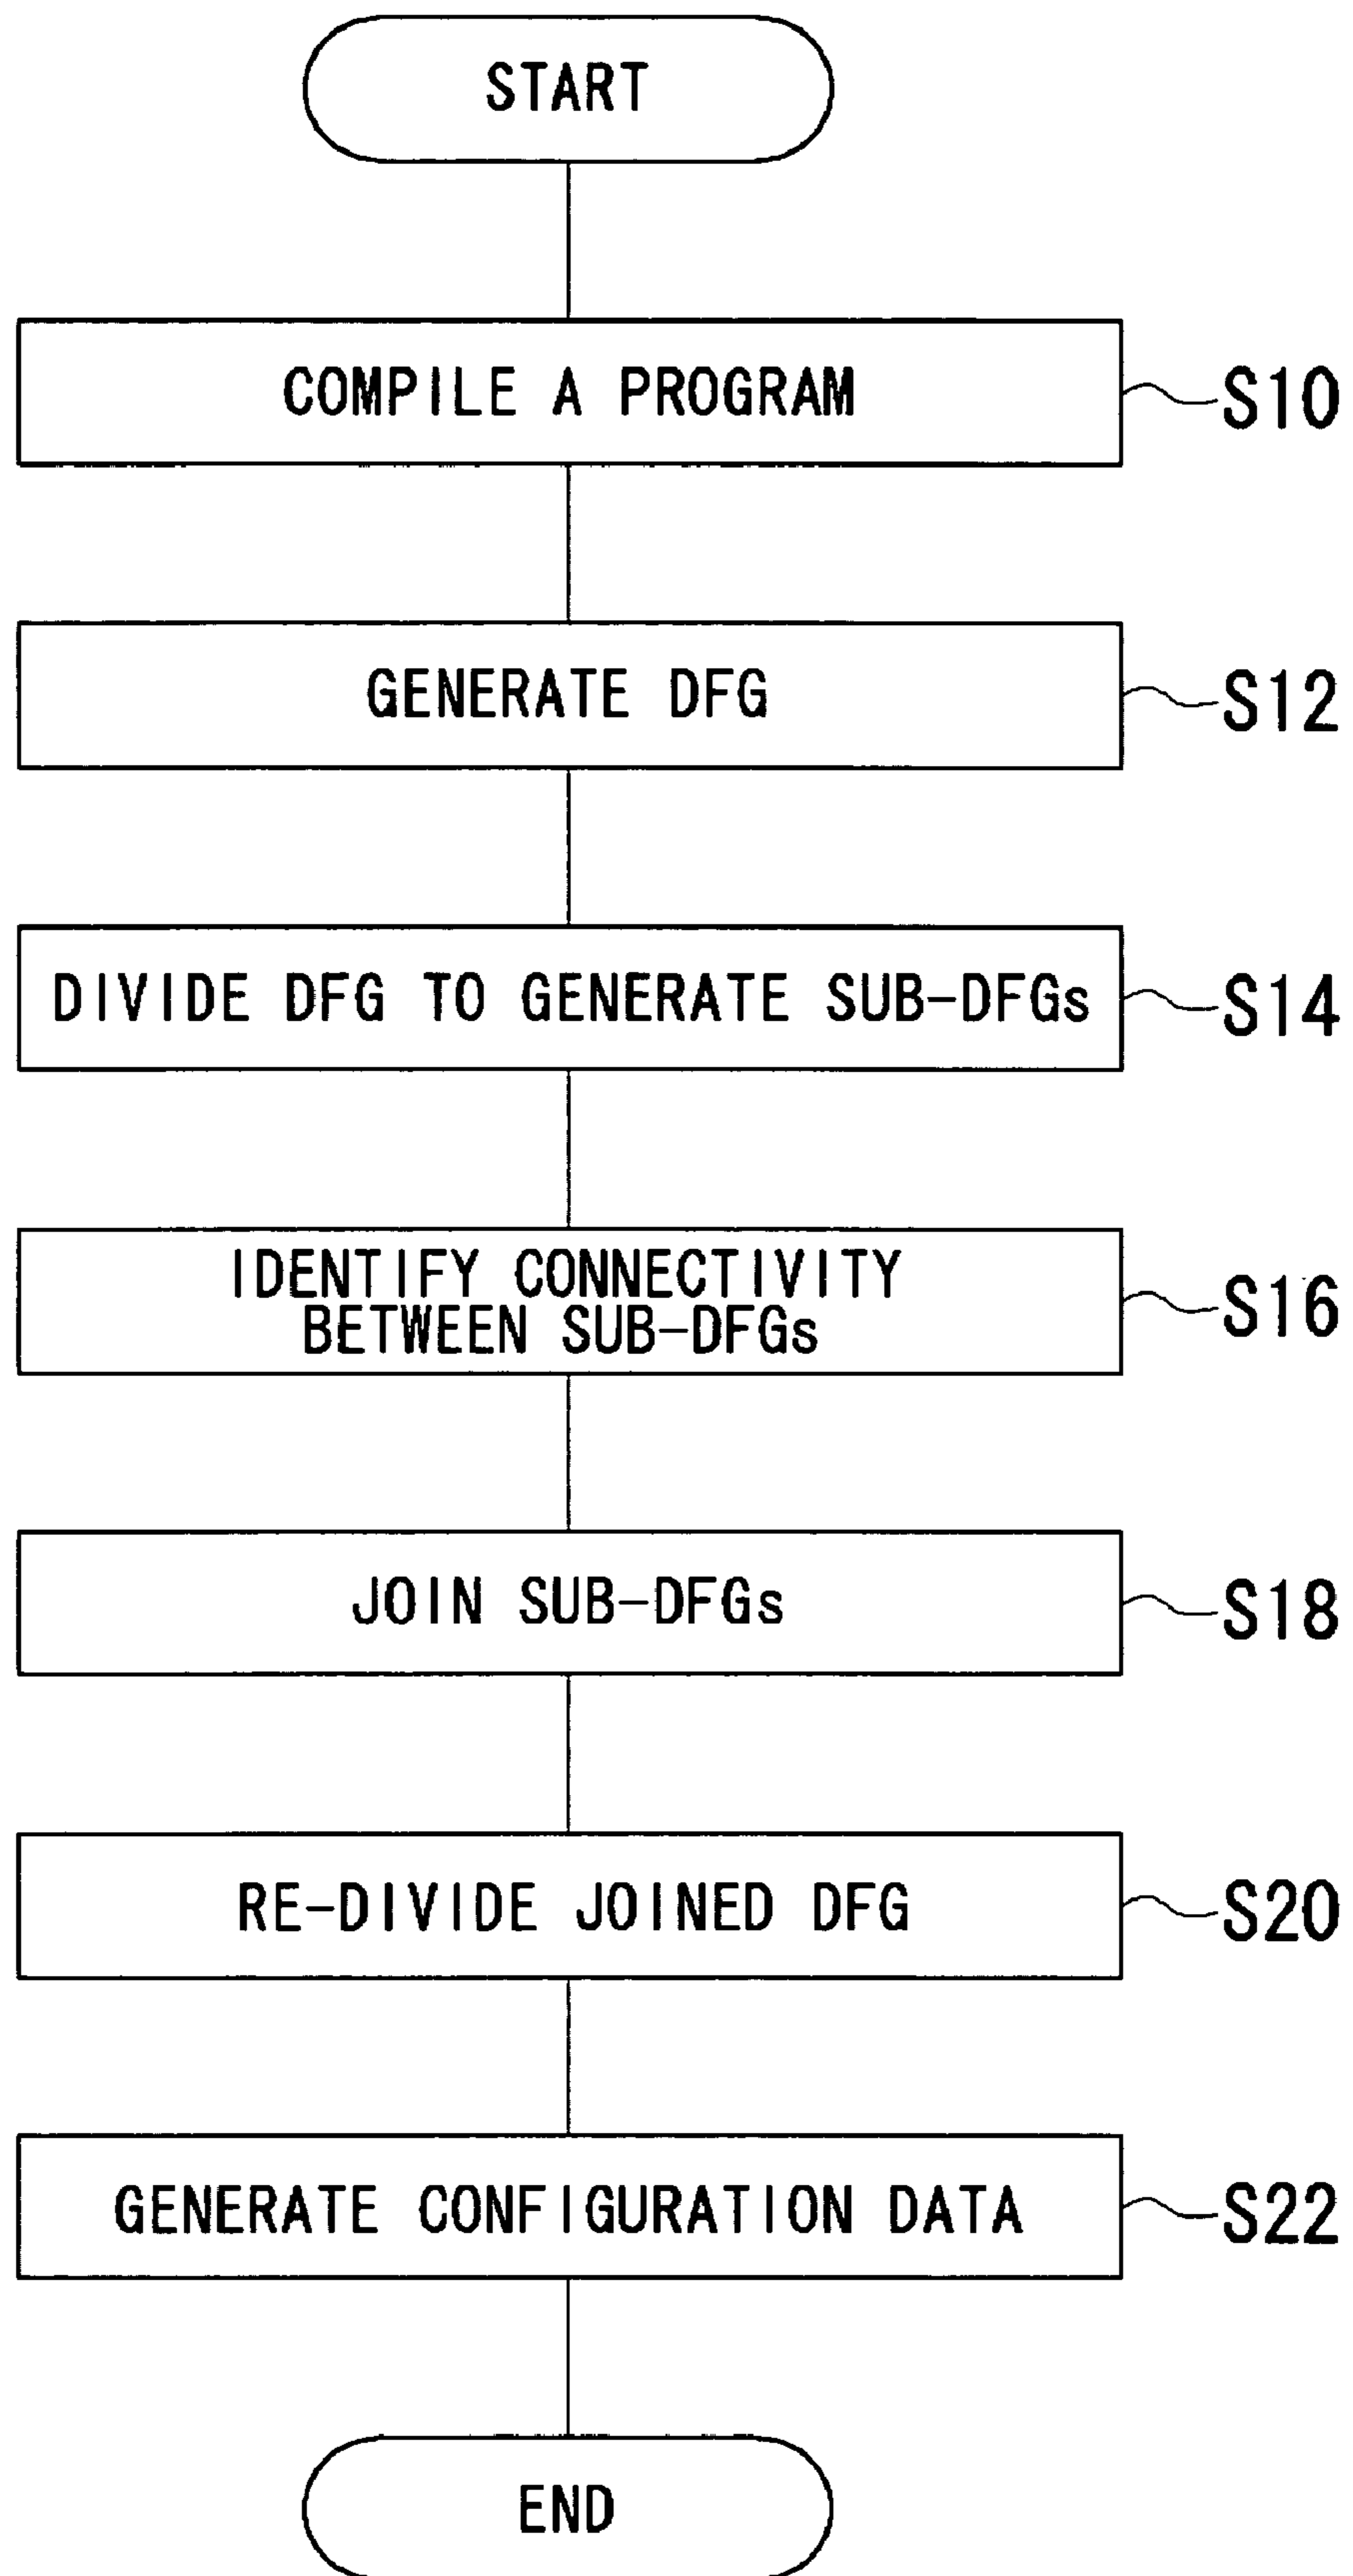 START
COMPILE A PROGRAM
S10
GENERATE DFG
S12
DIVIDE DFG TO GENERATE SUB-DFGs
S14
IDENTIFY CONNECTIVITY
BETWEEN SUB-DFGs
S16
JOIN SUB-DFGs
S18
RE-DIVIDE JOINED DFG
S20
GENERATE CONFIGURATION DATA
S22
END